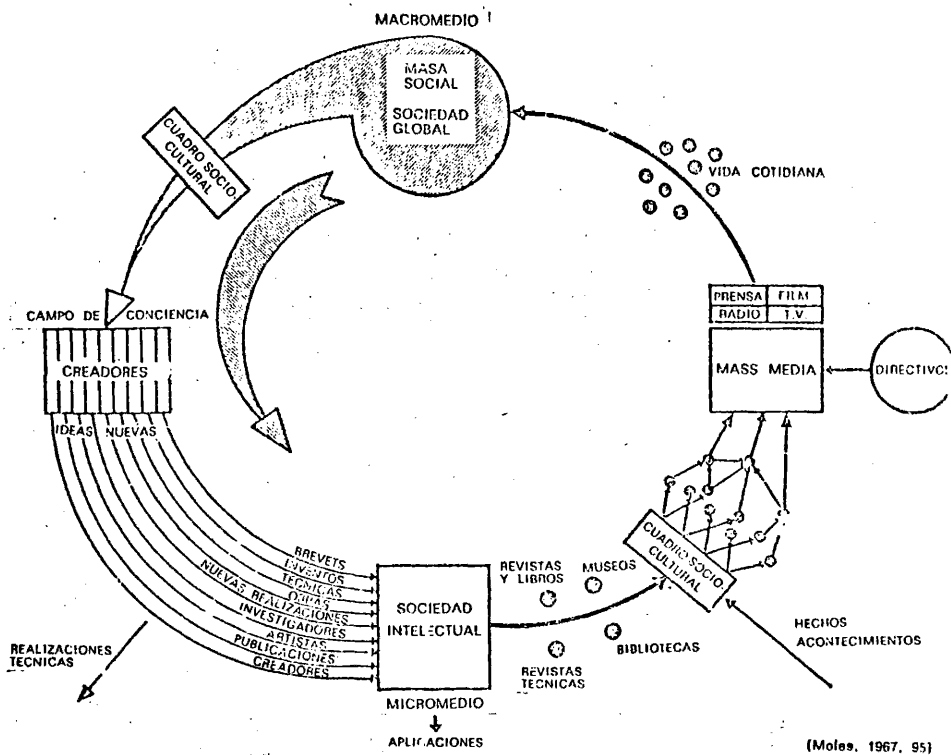 MACROMEDIO
MASA
SOCIAL
SOCIEDAD
GLOBAL
CUADRO SOCIO-
CULTURAL
VIDA COTIDIANA
PRENSA FILM
RADIO T.V
MASS MEDIA
DIRECTIVO
CAMPO DE CONCIENCIA
CREADORES
IDEAS NUEVAS
BREVETS
INVENTOS
TECNICAS
OBRAS
NUEVAS REALIZACIONES
INVESTIGADORES
ARTISTAS
PUBLICACIONES
CREADORES
REALIZACIONES
TECNICAS
SOCIEDAD
INTELECTUAL
MICROMEDIO
APLICACIONES
REVISTAS
Y LIBROS
MUSEOS
REVISTAS
TECNICAS
BIBLIOTECAS
CUADRO SOCIO-
CULTURAL
HECHOS
ACONTECIMIENTOS
(Moles, 1967, 95)